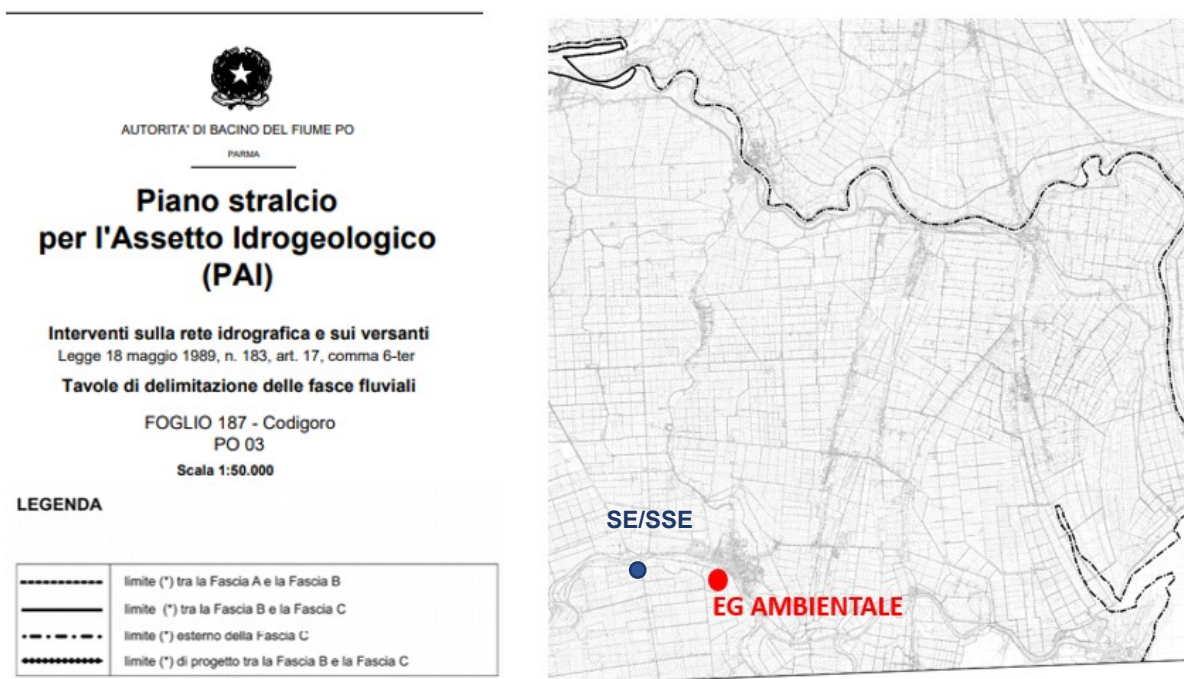 AUTORITA' DI BACINO DEL FIUME PO
PARMA
Piano stralcio
per l'Assetto Idrogeologico
(PAI)
Interventi sulla rete idrografica e sui versanti
Legge 18 maggio 1989, n. 183, art. 17, comma 6-ter
Tavole di delimitazione delle fasce fluviali
FOGLIO 187 - Codigoro
PO 03
Scala 1:50.000
LEGENDA
limite (*) tra la Fascia A e la Fascia B
limite (*) tra la Fascia B e la Fascia C
limite (*) esterno della Fascia C
limite (*) di progetto tra la Fascia B e la Fascia C
SE/SSE
EG AMBIENTALE